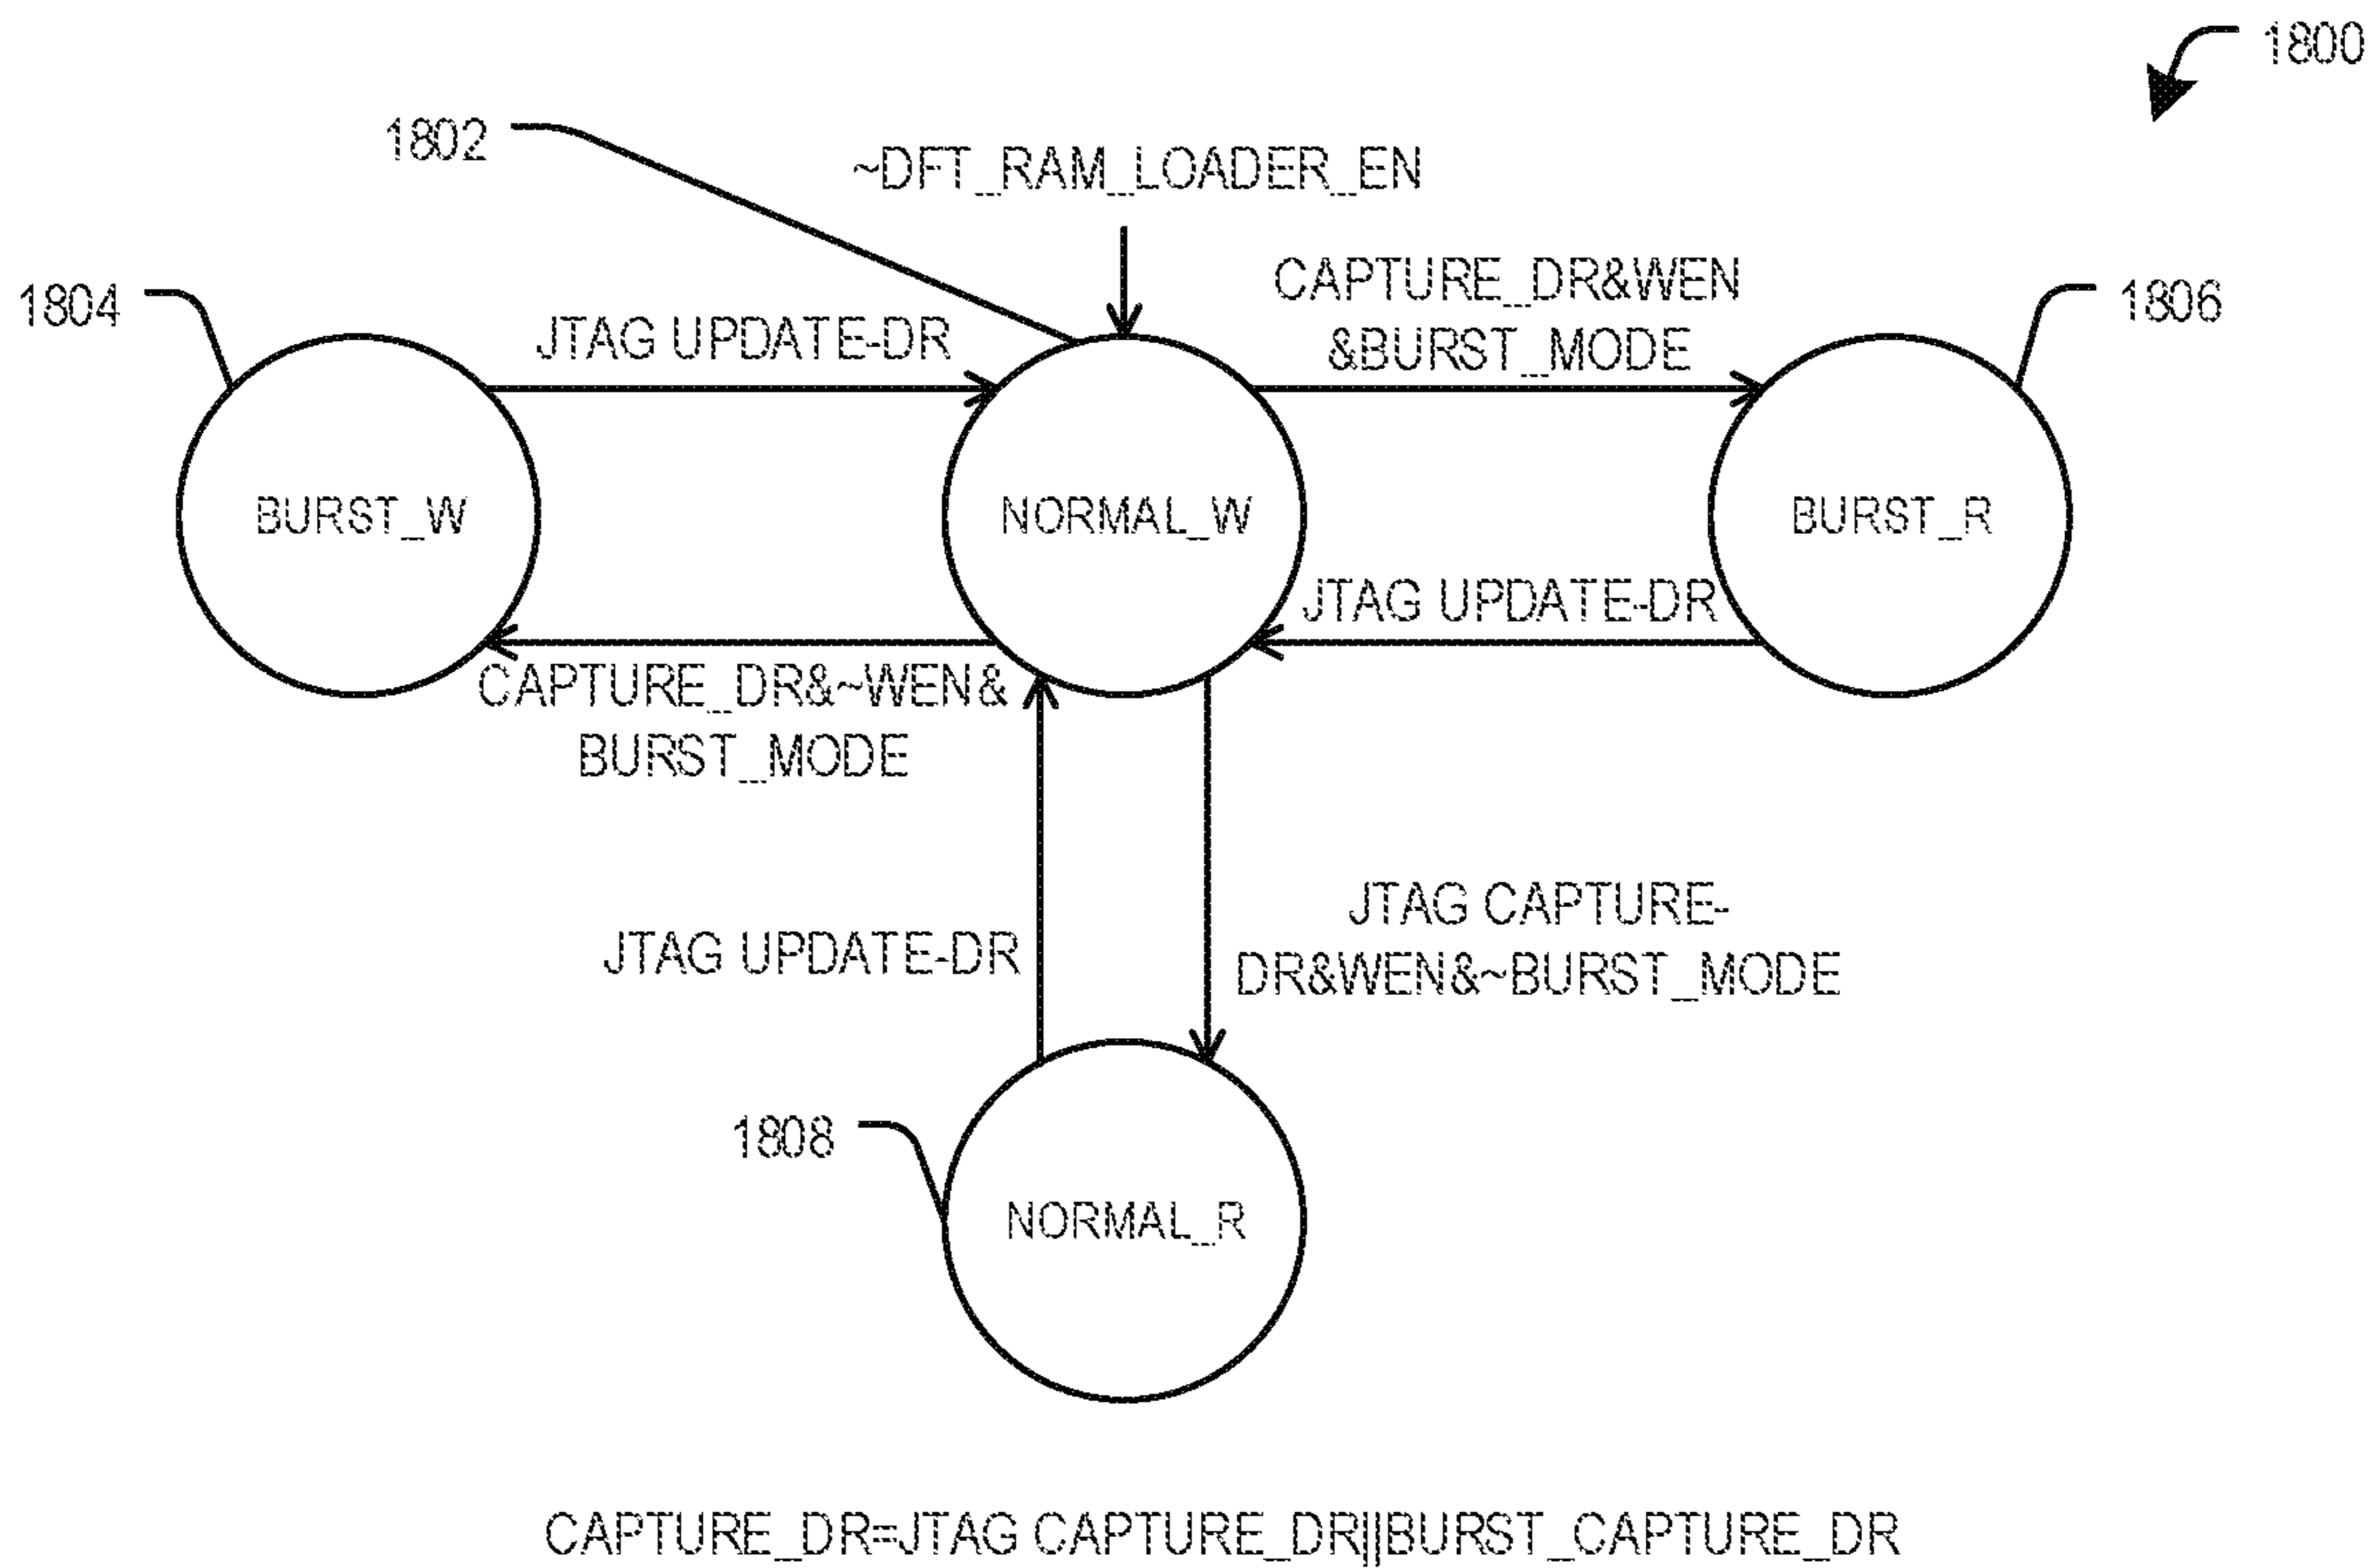 1800
1802
~DFT_RAM_LOADER_EN
CAPTURE_DR&WEN
&BURST_MODE
1804
1806
JTAG UPDATE-DR
BURST_W
NORMAL_W
BURST_R
JTAG UPDATE-DR
CAPTURE_DR&~WEN&
BURST_MODE
JTAG UPDATE-DR
JTAG CAPTURE-
DR&WEN&~BURST_MODE
1808
NORMAL_R
CAPTURE_DR=JTAG CAPTURE_DR||BURST_CAPTURE_DR